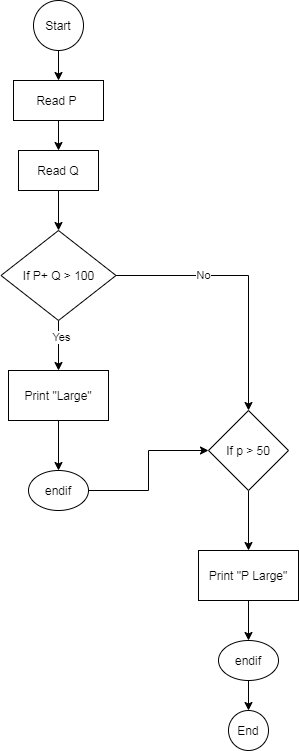 Start
Read P
Read Q
If P+ Q > 100
No
Yes
Print "Large"
endif
If p > 50
Print "P Large"
endif
End